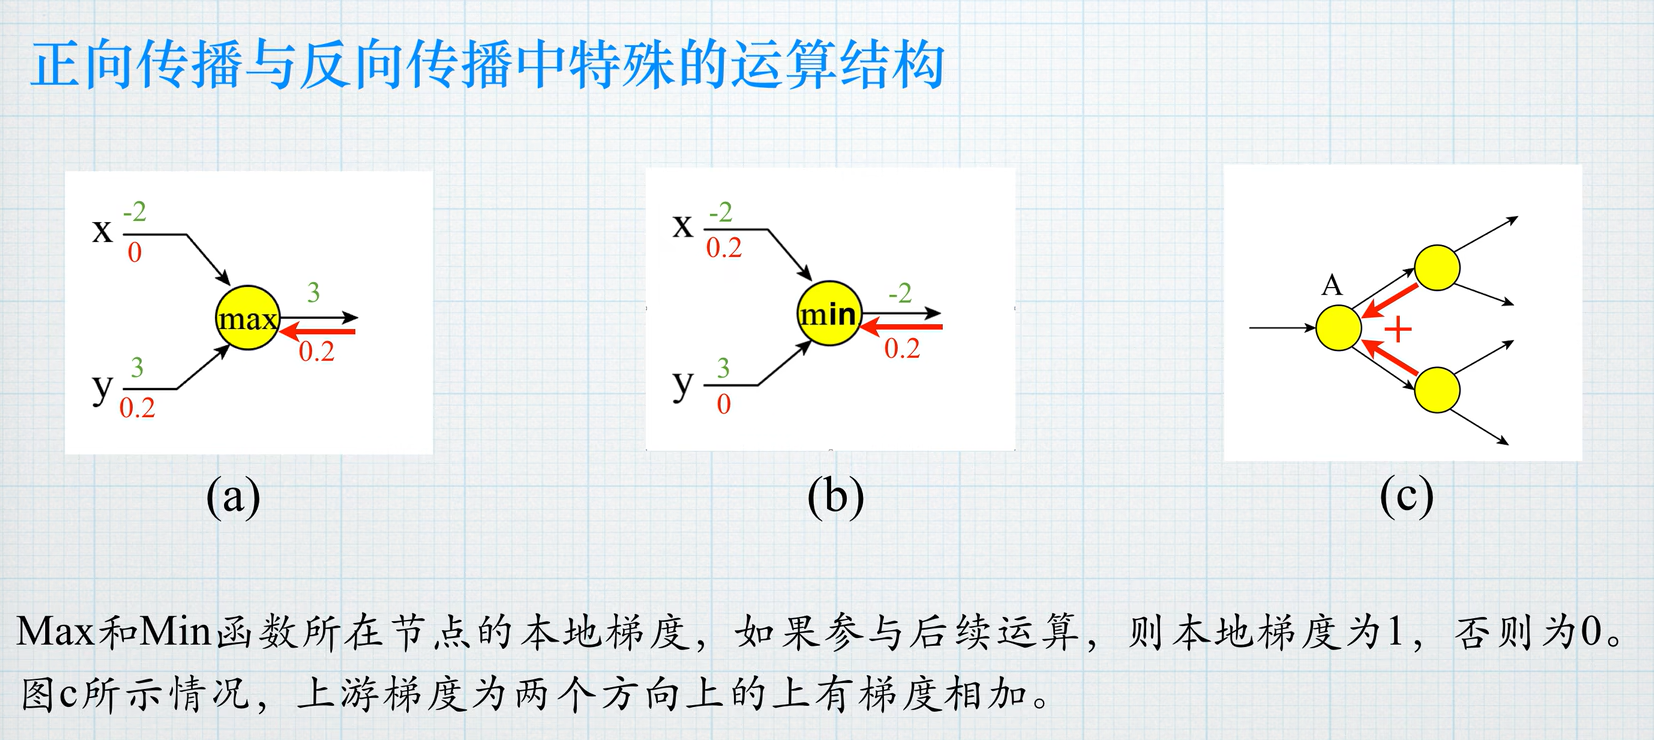 正向传播与反向传播中特殊的运算结构
x -2
0
max
3
0.2
y 3
0.2
(a)
x -2
0.2
min
-2
0.2
y 3
0
(b)
A
+
(c)
Max和Min函数所在节点的本地梯度，如果参与后续运算，则本地梯度为1，否则为0。
图c所示情况，上游梯度为两个方向上的上有梯度相加。